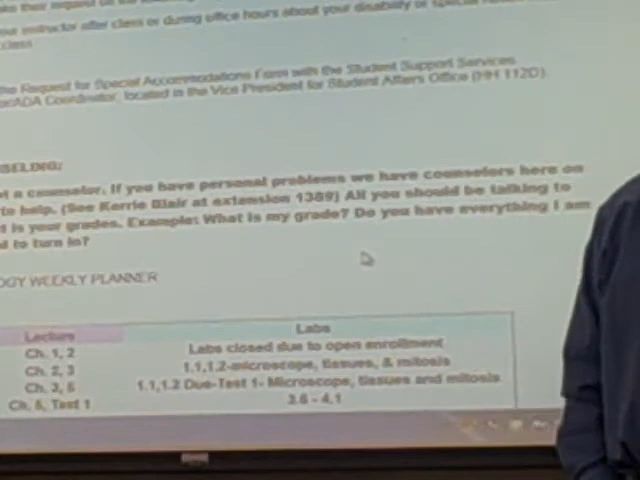 instructor after class or during office hours about your disability or special
class
the Request for Special Accommodations Form with the Student Support Services
ADA Coordinator, located in the Vice President for Student Affairs Office (HH 112D)
SELING:
t a counselor. If you have personal problems we have counselors here on
to help. (See Kerrie Blair at extension 1389) All you should be talking to
t is your grades. Example: What is my grade? Do you have everything I am
d to turn in?
OGY WEEKLY PLANNER
Lecture Labs
Ch. 1, 2 Labs closed due to open enrollment
Ch. 2, 3 1.1,1.2-microscope, tissues, & mitosis
Ch. 3, 5 1.1,1.2 Due-Test 1- Microscope, tissues and mitosis
Ch. 5, Test 1 3.6 - 4.1